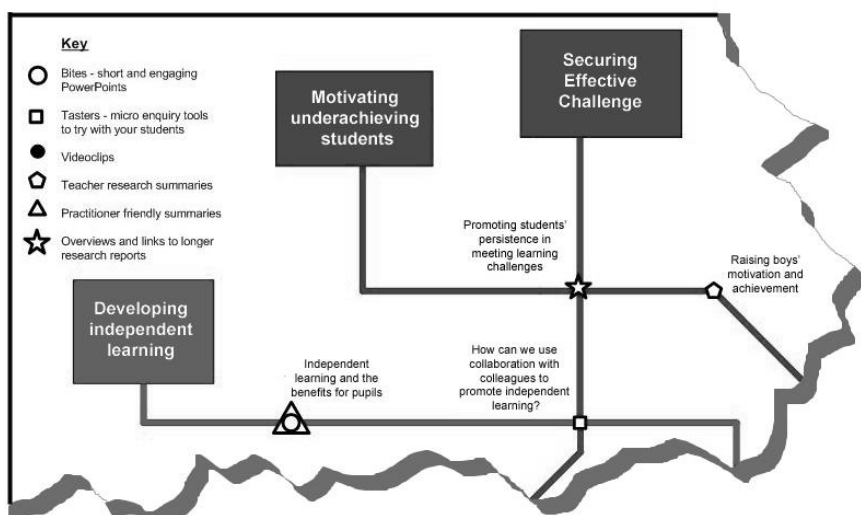 Key
Bites - short and engaging
PowerPoints
Tasters - micro enquiry tools
to try with your students
Videoclips
Teacher research summaries
Practitioner friendly summaries
Overviews and links to longer
research reports
Motivating
underachieving
students
Securing
Effective
Challenge
Promoting students'
persistence in
meeting learning
challenges
Raising boys'
motivation and
achievement
Developing
independent
learning
Independent
learning and the
benefits for pupils
How can we use
collaboration with
colleagues to
promote independent
learning?